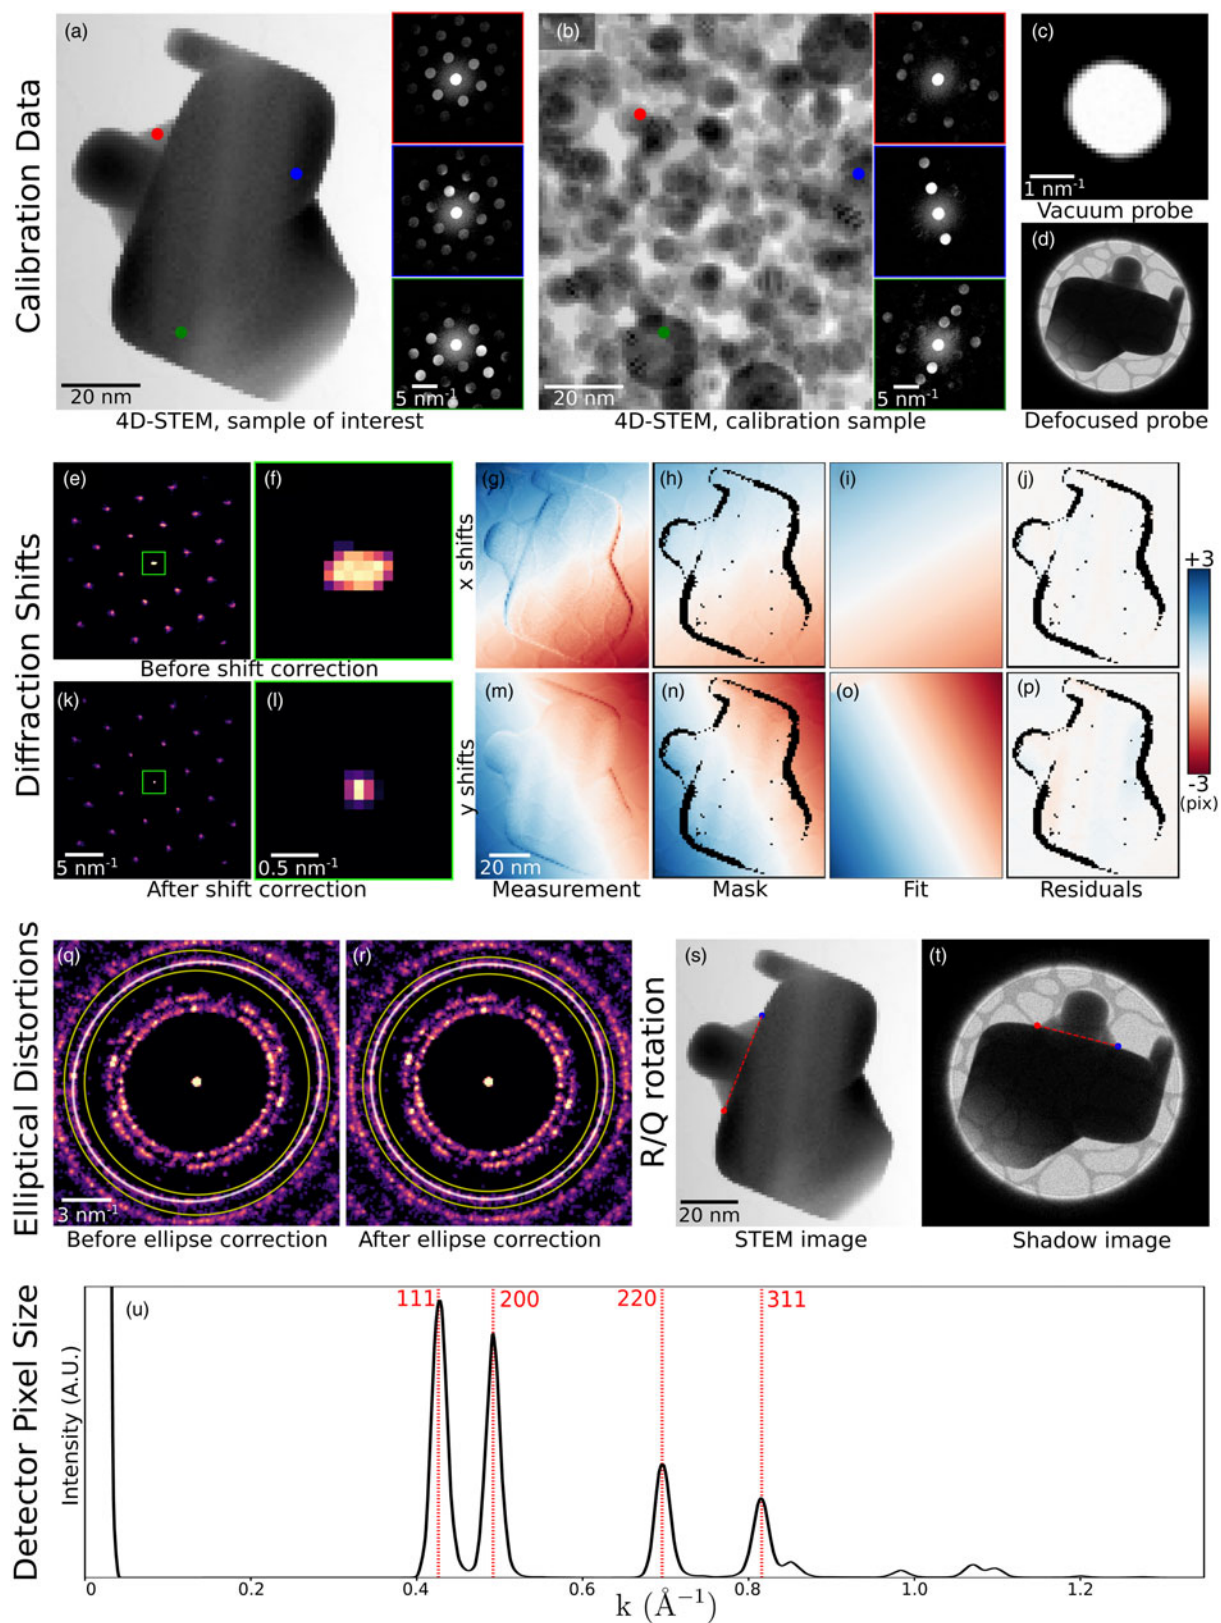 Calibration Data
(a)
20 nm
5 nm-1
4D-STEM, sample of interest
(b)
20 nm
5 nm-1
4D-STEM, calibration sample
(c)
1 nm-1
Vacuum probe
(d)
Defocused probe
Diffraction Shifts
(e)
(f)
Before shift correction
(k)
5 nm-1
(l)
0.5 nm-1
After shift correction
x shifts
(g)
(h)
(i)
(j)
+3
-3
(pix)
y shifts
(m)
20 nm
(n)
(o)
(p)
Measurement
Mask
Fit
Residuals
Elliptical Distortions
(q)
3 nm-1
Before ellipse correction
(r)
After ellipse correction
R/Q rotation
(s)
20 nm
STEM image
(t)
Shadow image
Detector Pixel Size
Intensity (A.U.)
(u)
111
200
220
311
0
0.2
0.4
0.6
0.8
1.0
1.2
k (Å−1)